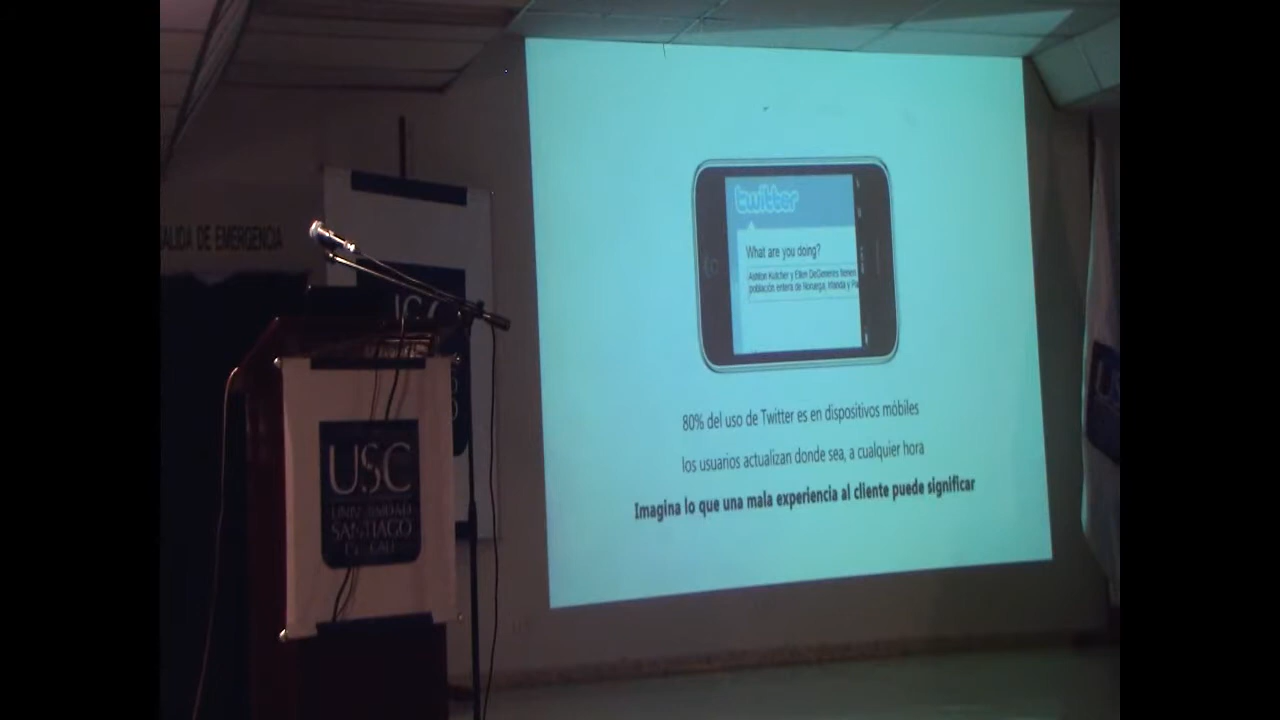 SALIDA DE EMERGENCIA
twitter
What are you doing?
Ashton Kutcher y Ellen DeGeneres tienen
población entera de Noruega, Irlanda y Pa
80% del uso de Twitter es en dispositivos móbiles
los usuarios actualizan donde sea, a cualquier hora
Imagina lo que una mala experiencia al cliente puede significar
USC
UNIVERSIDAD
SANTIAGO
DE CALI